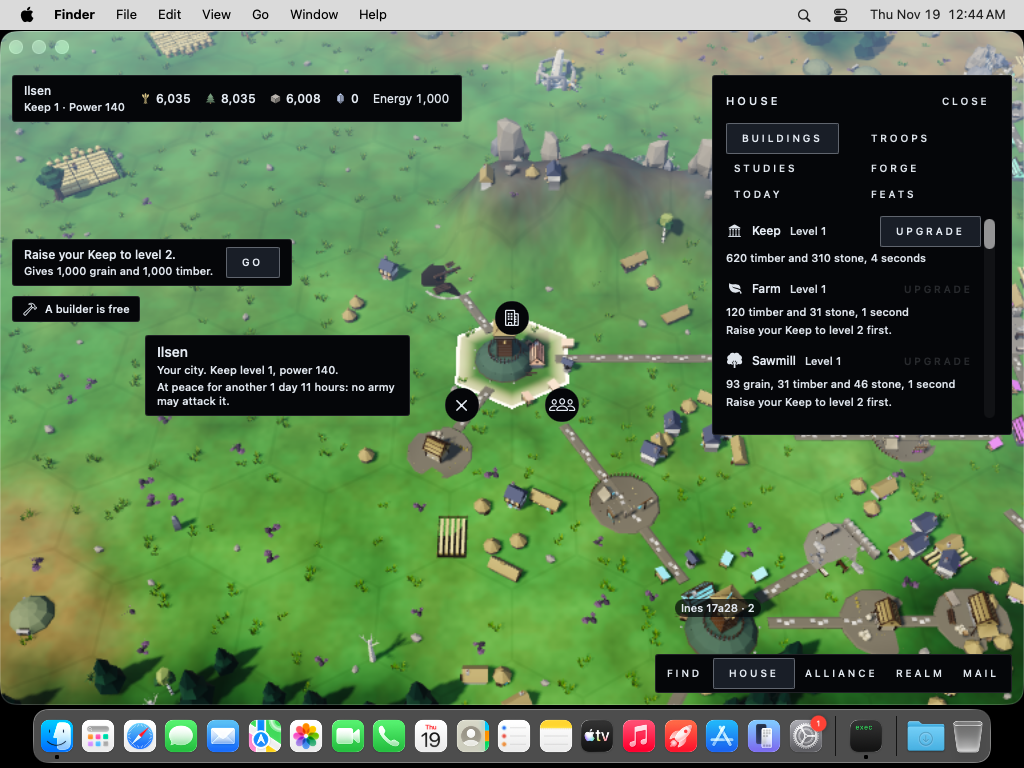 Finder File Edit View Go Window Help Thu Nov 19 12:44 AM
Ilsen
Keep 1 · Power 140
6,035 8,035 6,008 0 Energy 1,000
HOUSE CLOSE
BUILDINGS TROOPS
STUDIES FORGE
TODAY FEATS
Keep Level 1 UPGRADE
620 timber and 310 stone, 4 seconds
Farm Level 1 UPGRADE
120 timber and 31 stone, 1 second
Raise your Keep to level 2 first.
Sawmill Level 1 UPGRADE
93 grain, 31 timber and 46 stone, 1 second
Raise your Keep to level 2 first.
Raise your Keep to level 2.
Gives 1,000 grain and 1,000 timber.
GO
A builder is free
Ilsen
Your city. Keep level 1, power 140.
At peace for another 1 day 11 hours: no army
may attack it.
Ines 17a28 · 2
FIND HOUSE ALLIANCE REALM MAIL
Thu
19
tv
1
exec